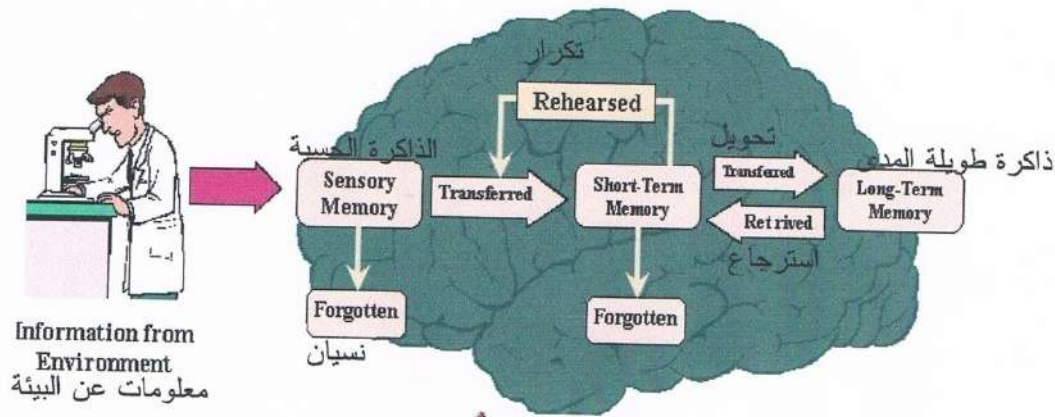 تكرار
Rehearsed
الذاكرة الحسية
Sensory
Memory
Transferred
Short-Term
Memory
تحويل
Transferred
Retrived
استرجاع
ذاكرة طويلة المدى
Long-Term
Memory
Forgotten
نسيان
Forgotten
Information from
Environment
معلومات عن البيئة